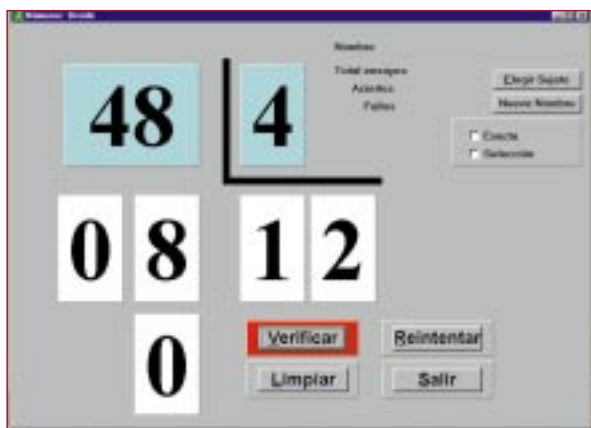 Nombre
Total ensayos
Aciertos
Fallos
Elegir Sujeto
Nuevo Nombre
48 4
0 8 1 2
0
Verificar Reintentar
Limpiar Salir